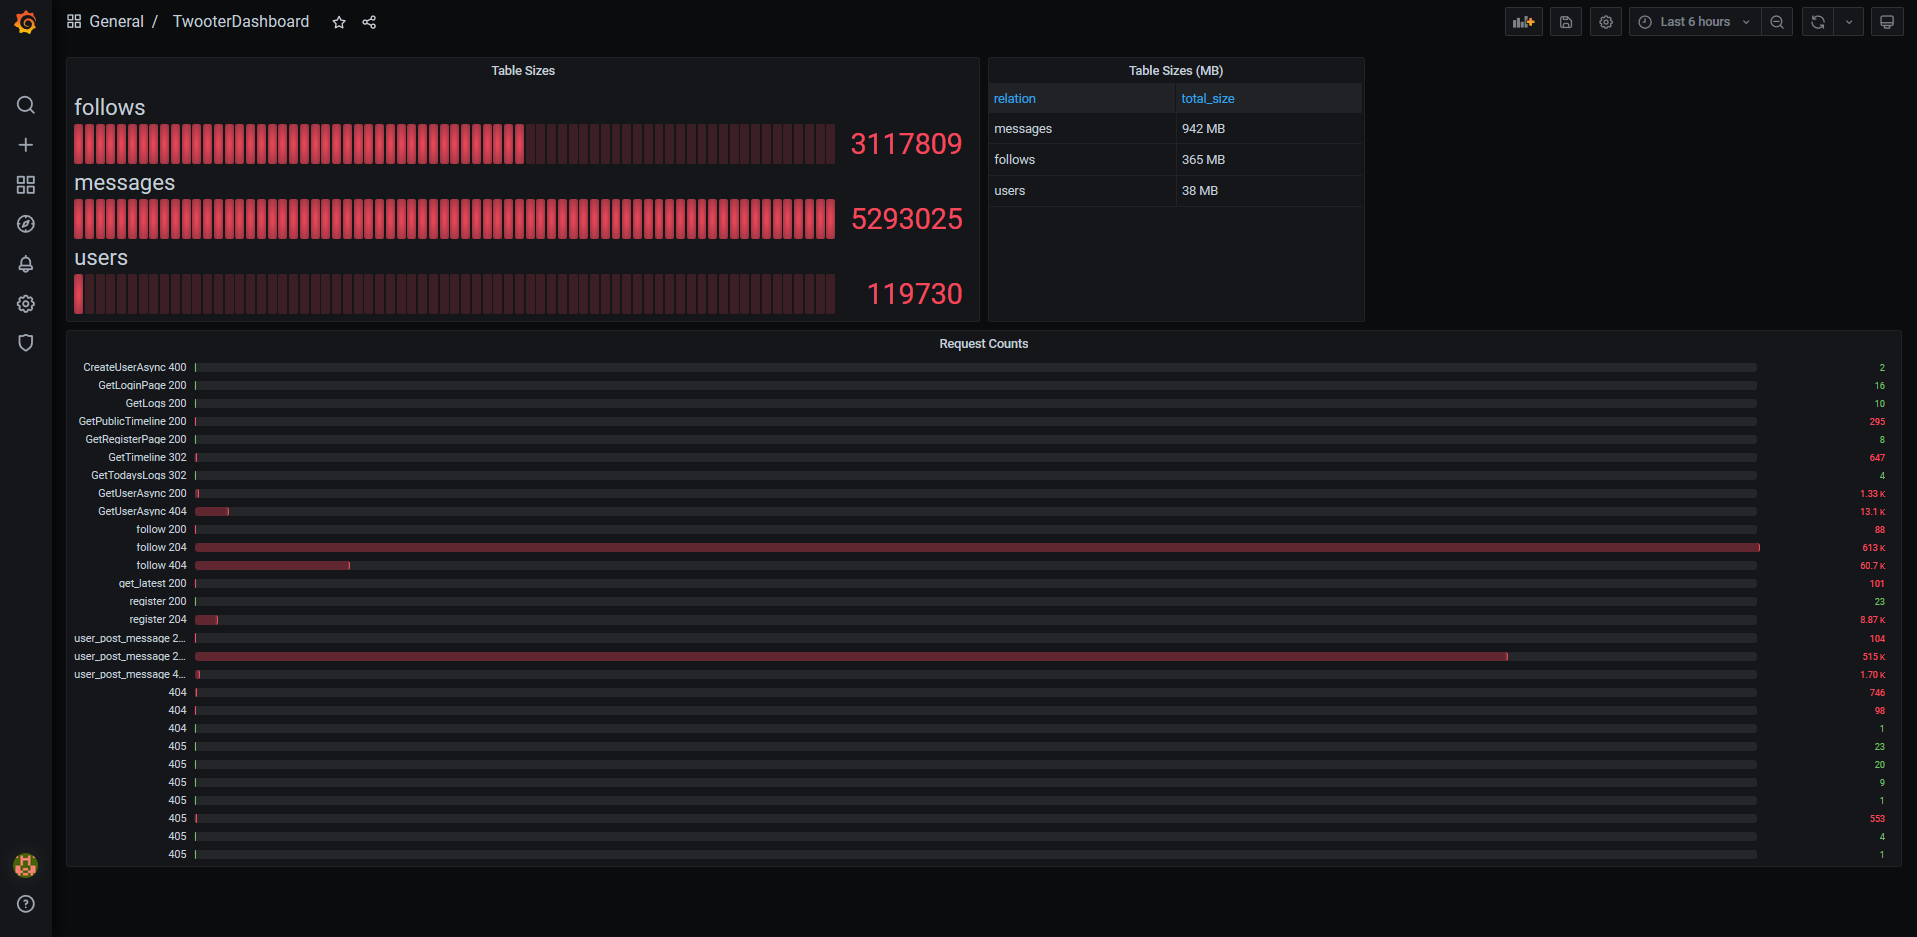 General / TwooterDashboard
Last 6 hours
Table Sizes
follows
3117809
messages
5293025
users
119730
Table Sizes (MB)
relation total_size
messages 942 MB
follows 365 MB
users 38 MB
Request Counts
CreateUserAsync 400 2
GetLoginPage 200 16
GetLogs 200 10
GetPublicTimeline 200 295
GetRegisterPage 200 8
GetTimeline 302 647
GetTodaysLogs 302 4
GetUserAsync 200 1.33 K
GetUserAsync 404 13.1 K
follow 200 88
follow 204 613 K
follow 404 60.7 K
get_latest 200 101
register 200 23
register 204 8.87 K
user_post_message 2... 104
user_post_message 2... 515 K
user_post_message 4... 1.70 K
404 746
404 98
404 1
405 23
405 20
405 9
405 1
405 553
405 4
405 1